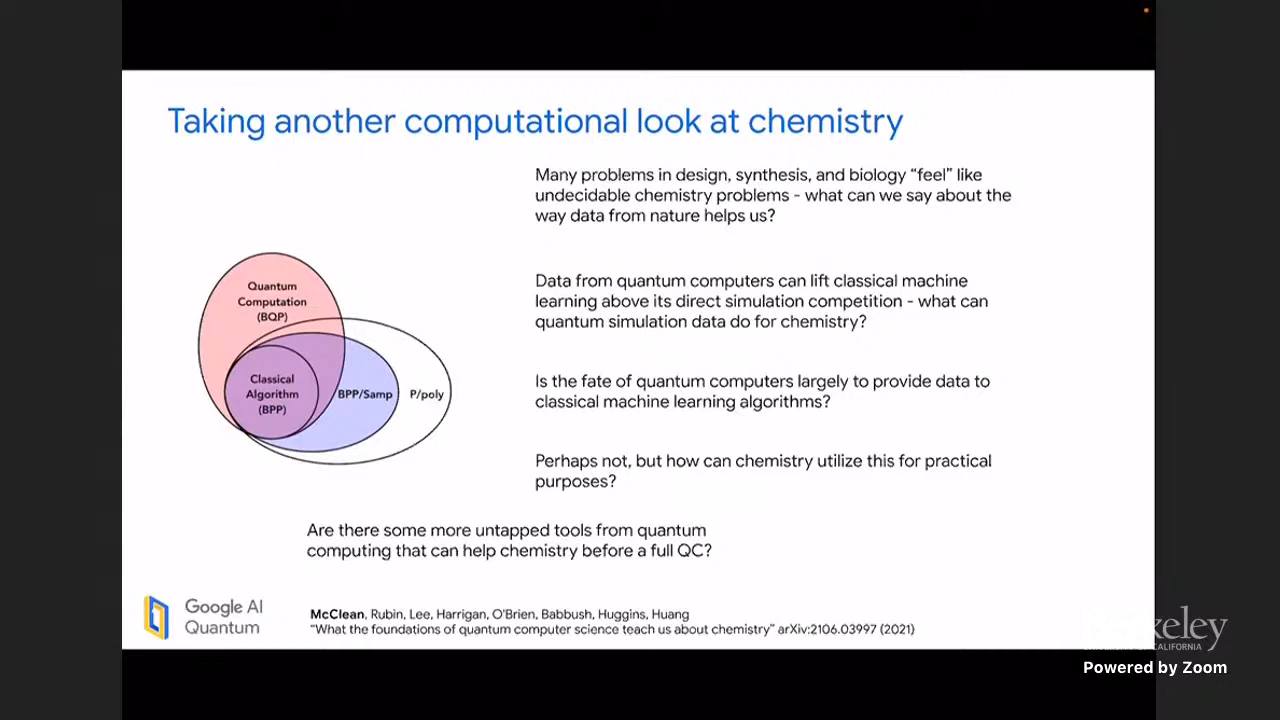 Taking another computational look at chemistry
Many problems in design, synthesis, and biology “feel” like
undecidable chemistry problems - what can we say about the
way data from nature helps us?
Quantum
Computation
(BQP)
Classical
Algorithm
(BPP)
BPP/Samp
P/poly
Data from quantum computers can lift classical machine
learning above its direct simulation competition - what can
quantum simulation data do for chemistry?
Is the fate of quantum computers largely to provide data to
classical machine learning algorithms?
Perhaps not, but how can chemistry utilize this for practical
purposes?
Are there some more untapped tools from quantum
computing that can help chemistry before a full QC?
Google AI
Quantum
McClean, Rubin, Lee, Harrigan, O'Brien, Babbush, Huggins, Huang
“What the foundations of quantum computer science teach us about chemistry” arXiv:2106.03997 (2021)
Berkeley
UNIVERSITY OF CALIFORNIA
Powered by Zoom